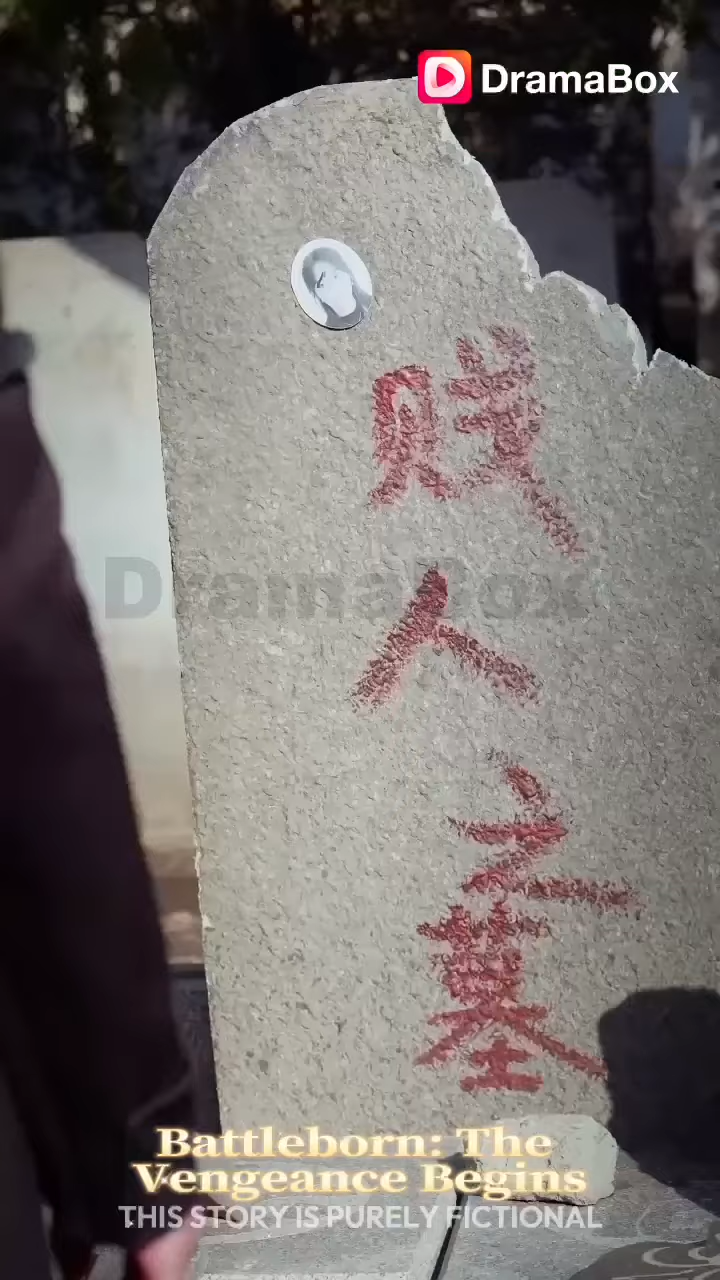 DramaBox
贱人之墓
DramaBox
Battleborn: The
Vengeance Begins
THIS STORY IS PURELY FICTIONAL